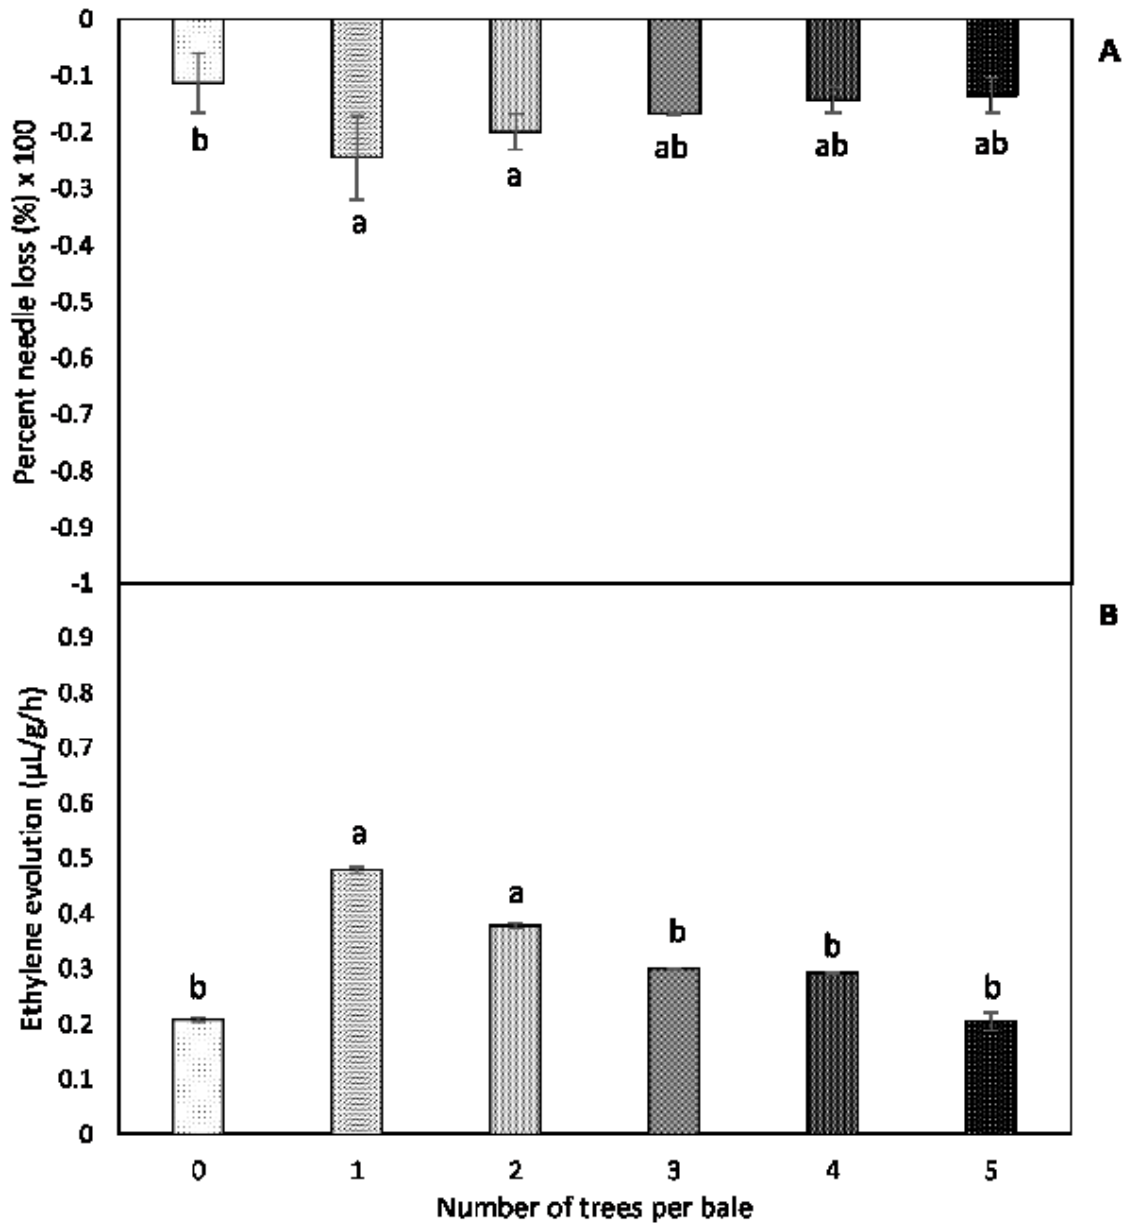 0
A
-0.1
-0.2
-0.3
-0.4
-0.5
-0.6
-0.7
-0.8
-0.9
-1
Percent needle loss (%) x 100
b
a
a
ab
ab
ab
B
0.9
0.8
0.7
0.6
0.5
0.4
0.3
0.2
0.1
0
Ethylene evolution (µL/g/h)
b
a
a
b
b
b
0 1 2 3 4 5
Number of trees per bale